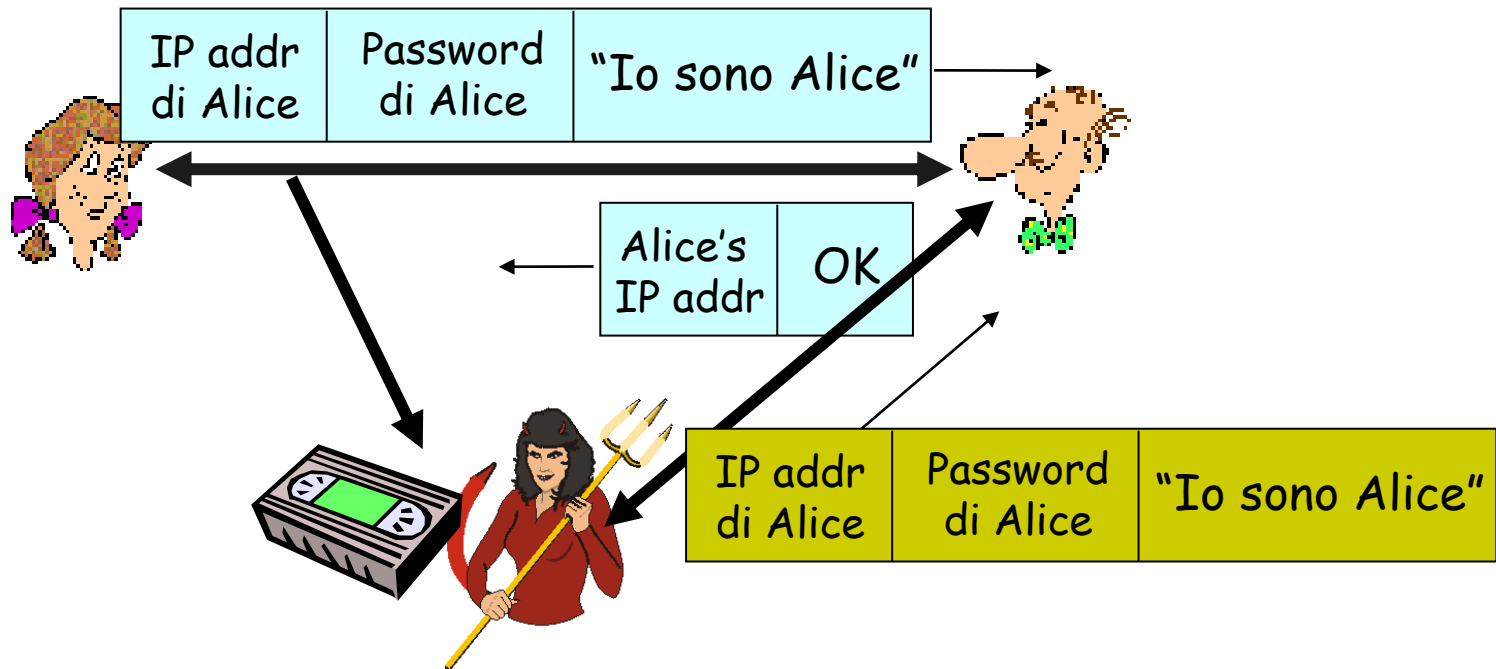 IP addr
di Alice
Password
di Alice
“Io sono Alice”
Alice’s
IP addr
OK
IP addr
di Alice
Password
di Alice
“Io sono Alice”